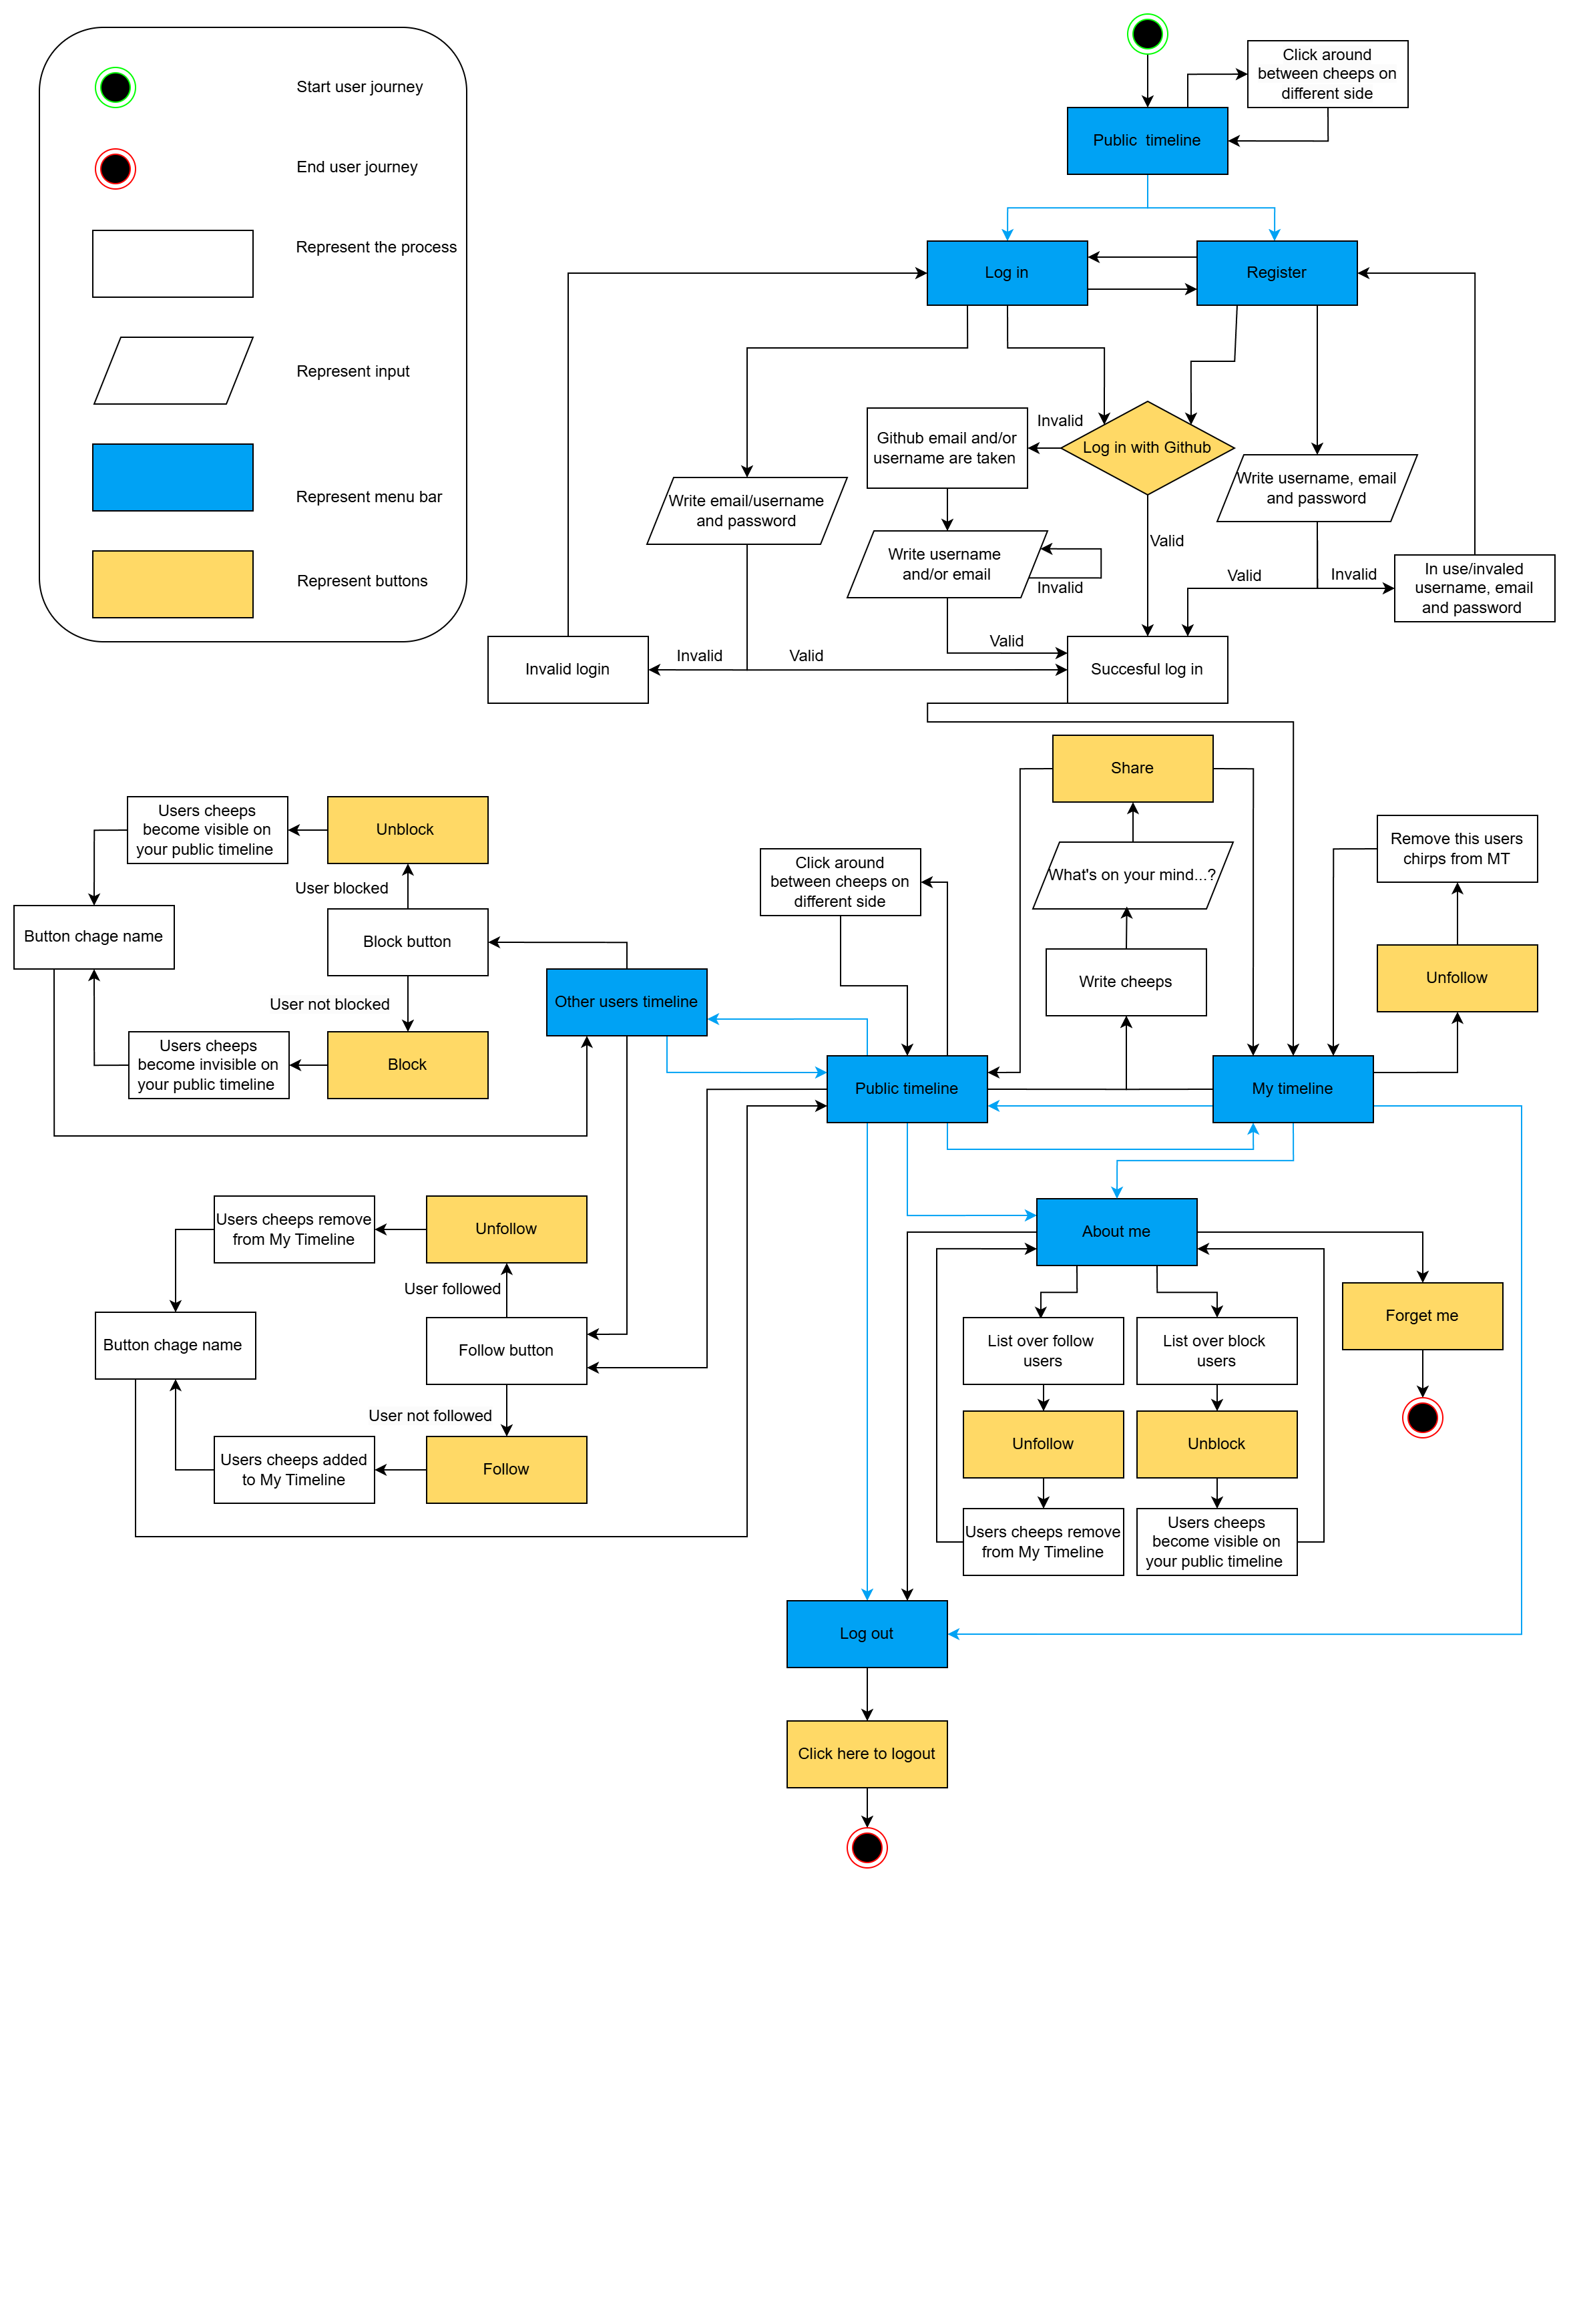 Start user journey
End user journey
Represent the process
Represent input
Represent menu bar
Represent buttons
Click around
between cheeps on
different side
Public timeline
Log in
Register
Invalid
Github email and/or
username are taken
Log in with Github
Write username, email
and password
Write email/username
and password
Valid
Write username
and/or email
Invalid
Valid
Invalid
In use/invaled
username, email
and password
Invalid login
Invalid
Valid
Valid
Succesful log in
Share
What's on your mind...?
Write cheeps
Click around
between cheeps on
different side
Remove this users
chirps from MT
Unfollow
Users cheeps
become visible on
your public timeline
Unblock
User blocked
Button chage name
Block button
User not blocked
Users cheeps
become invisible on
your public timeline
Block
Other users timeline
Public timeline
My timeline
Users cheeps remove
from My Timeline
Unfollow
User followed
Button chage name
Follow button
User not followed
Users cheeps added
to My Timeline
Follow
About me
Forget me
List over follow
users
List over block
users
Unfollow
Unblock
Users cheeps remove
from My Timeline
Users cheeps
become visible on
your public timeline
Log out
Click here to logout